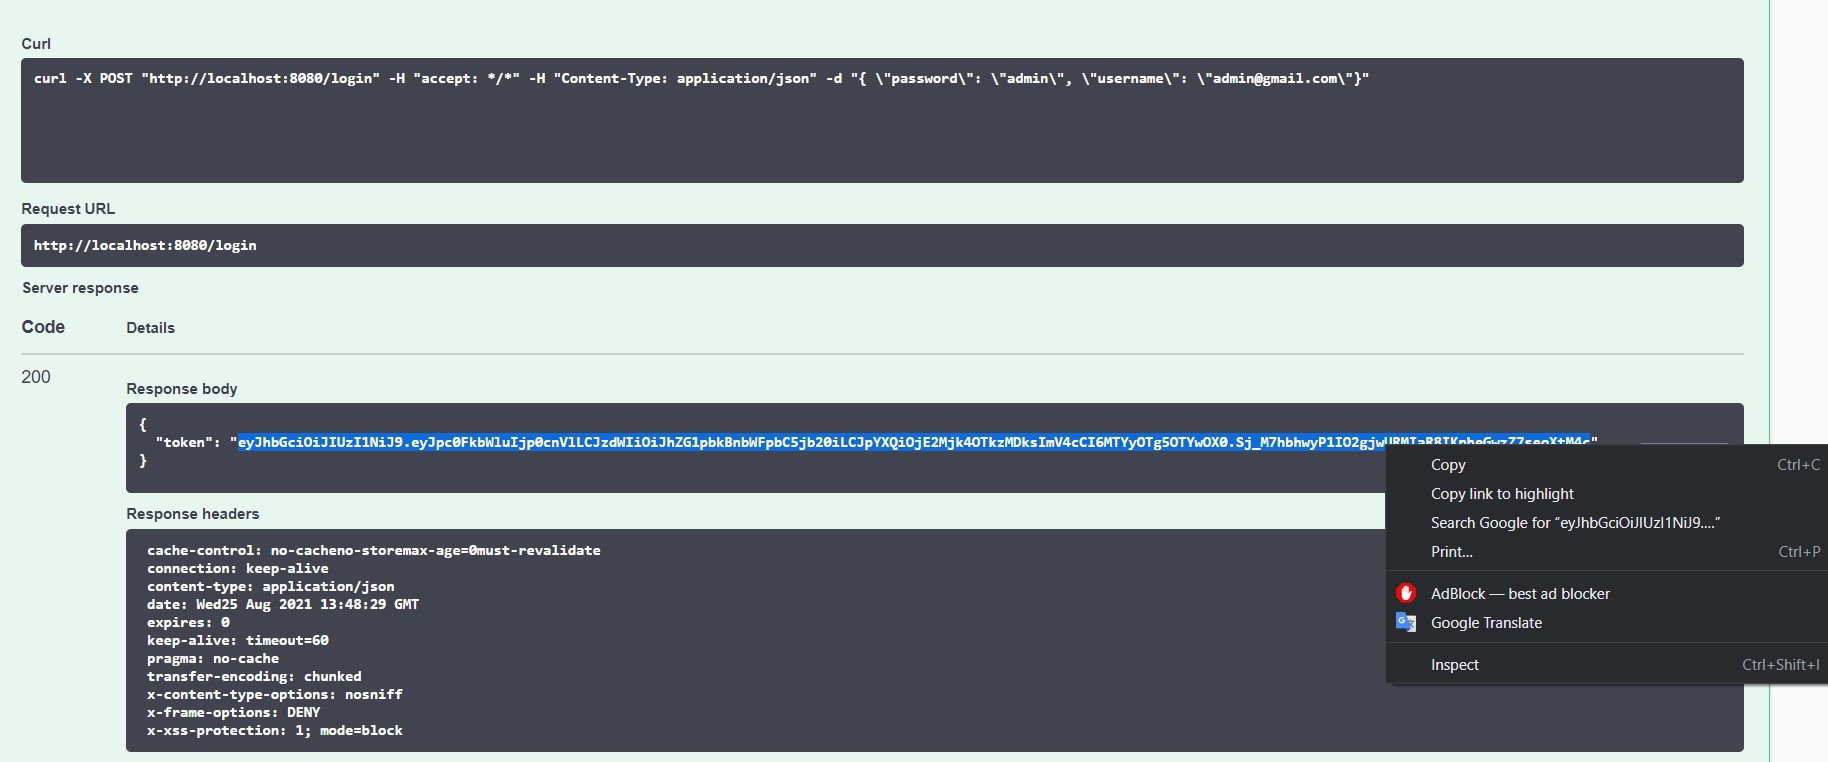 Curl
curl -X POST "http://localhost:8080/login" -H "accept: */*" -H "Content-Type: application/json" -d "{ \"password\": \"admin\", \"username\": \"admin@gmail.com\"}"
Request URL
http://localhost:8080/login
Server response
Code Details
200
Response body
{
"token": "eyJhbGciOiJIUzI1NiJ9.eyJpc0FkbWluIjp0cnVlLCJzdWIiOiJhZG1pbkBnbWFpbC5jb20iLCJpYXQiOjE2Mjk4OTkzMDksImV4cCI6MTYyOTg5OTYwOX0.
}
Response headers
cache-control: no-cacheno-storemax-age=0must-revalidate
connection: keep-alive
content-type: application/json
date: Wed25 Aug 2021 13:48:29 GMT
expires: 0
keep-alive: timeout=60
pragma: no-cache
transfer-encoding: chunked
x-content-type-options: nosniff
x-frame-options: DENY
x-xss-protection: 1; mode=block
Copy Ctrl+C
Copy link to highlight
Search Google for “eyJhbGciOiJIUzI1NiJ9....”
Print... Ctrl+P
AdBlock — best ad blocker
Google Translate
Inspect Ctrl+Shift+I